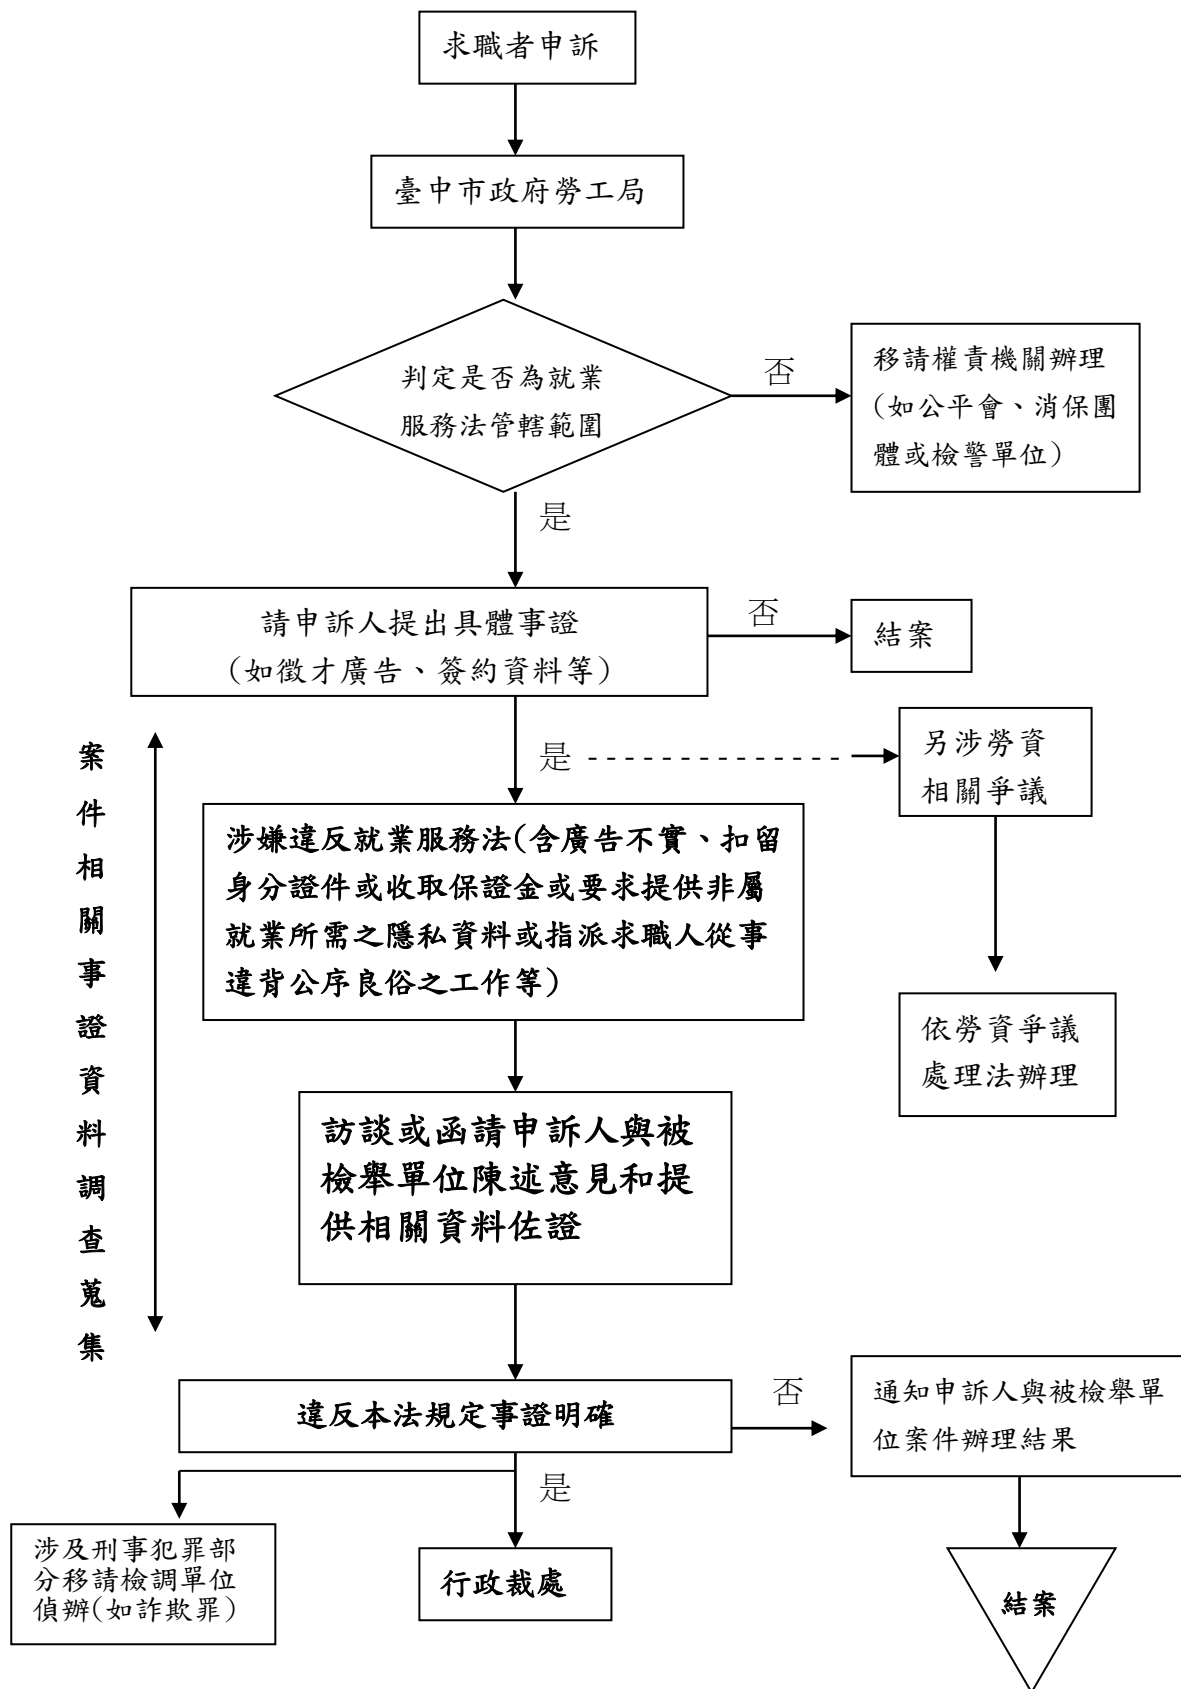 求職者申訴
臺中市政府勞工局
判定是否為就業
服務法管轄範圍
否
移請權責機關辦理
(如公平會、消保團
體或檢警單位)
是
請申訴人提出具體事證
(如徵才廣告、簽約資料等)
否
結案
是
另涉勞資
相關爭議
案件相關事證資料調查蒐集
涉嫌違反就業服務法(含廣告不實、扣留
身分證件或收取保證金或要求提供非屬
就業所需之隱私資料或指派求職人從事
違背公序良俗之工作等)
依勞資爭議
處理法辦理
訪談或函請申訴人與被
檢舉單位陳述意見和提
供相關資料佐證
違反本法規定事證明確
否
通知申訴人與被檢舉單
位案件辦理結果
是
涉及刑事犯罪部
分移請檢調單位
偵辦(如詐欺罪)
行政裁處
結案